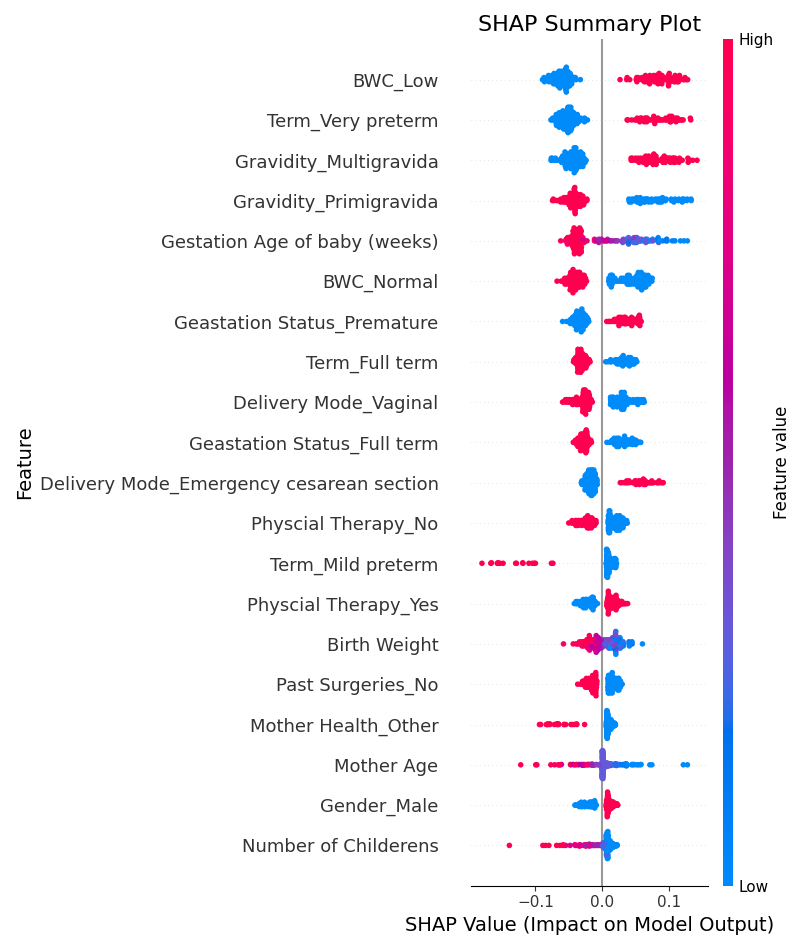 SHAP Summary Plot
High
BWC_Low
Term_Very preterm
Gravidity_Multigravida
Gravidity_Primigravida
Gestation Age of baby (weeks)
BWC_Normal
Geastation Status_Premature
Term_Full term
Delivery Mode_Vaginal
Geastation Status_Full term
Delivery Mode_Emergency cesarean section
Physcial Therapy_No
Term_Mild preterm
Physcial Therapy_Yes
Birth Weight
Past Surgeries_No
Mother Health_Other
Mother Age
Gender_Male
Number of Childerens
Feature
Feature value
Low
−0.1 0.0 0.1
SHAP Value (Impact on Model Output)